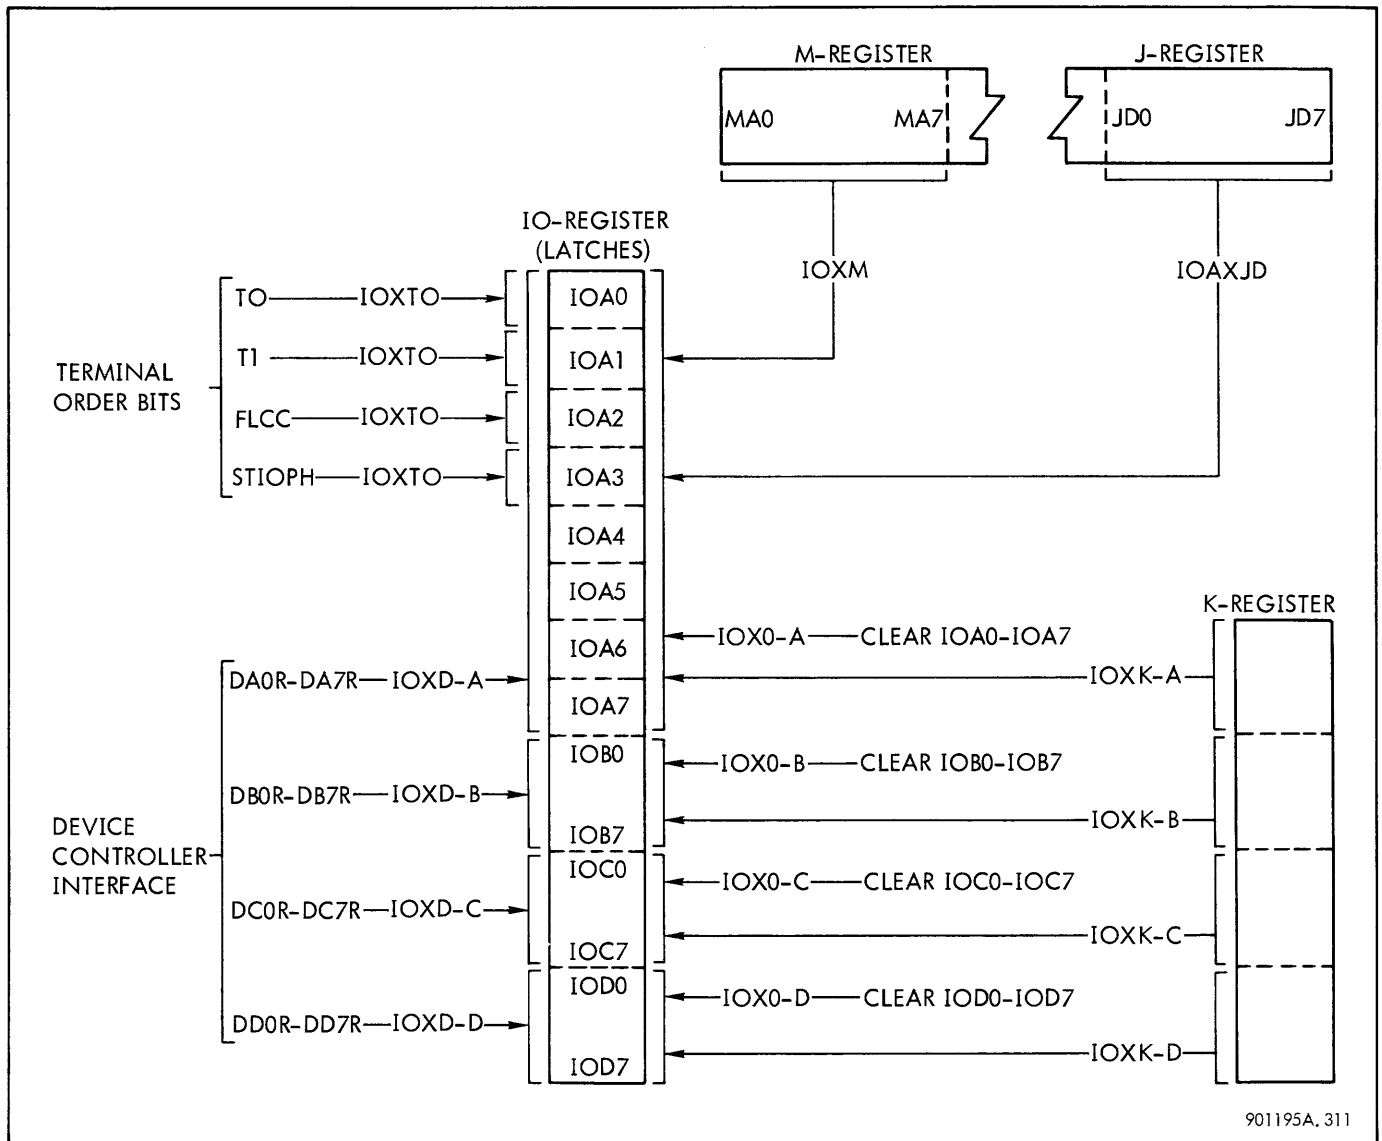 M-REGISTER
J-REGISTER
MA0
MA7
JD0
JD7
IO-REGISTER
(LATCHES)
IOXM
IOAXJD
TERMINAL
ORDER BITS
TO
IOXTO
IOA0
T1
IOXTO
IOA1
FLCC
IOXTO
IOA2
STIOPH
IOXTO
IOA3
IOA4
IOA5
IOA6
IOA7
K-REGISTER
IOX0-A
CLEAR IOA0-IOA7
IOXK-A
DEVICE
CONTROLLER
INTERFACE
DA0R-DA7R
IOXD-A
IOB0
IOX0-B
CLEAR IOB0-IOB7
DB0R-DB7R
IOXD-B
IOB7
IOXK-B
IOC0
IOX0-C
CLEAR IOC0-IOC7
DC0R-DC7R
IOXD-C
IOC7
IOXK-C
IOD0
IOX0-D
CLEAR IOD0-IOD7
DD0R-DD7R
IOXD-D
IOD7
IOXK-D
901195A. 311